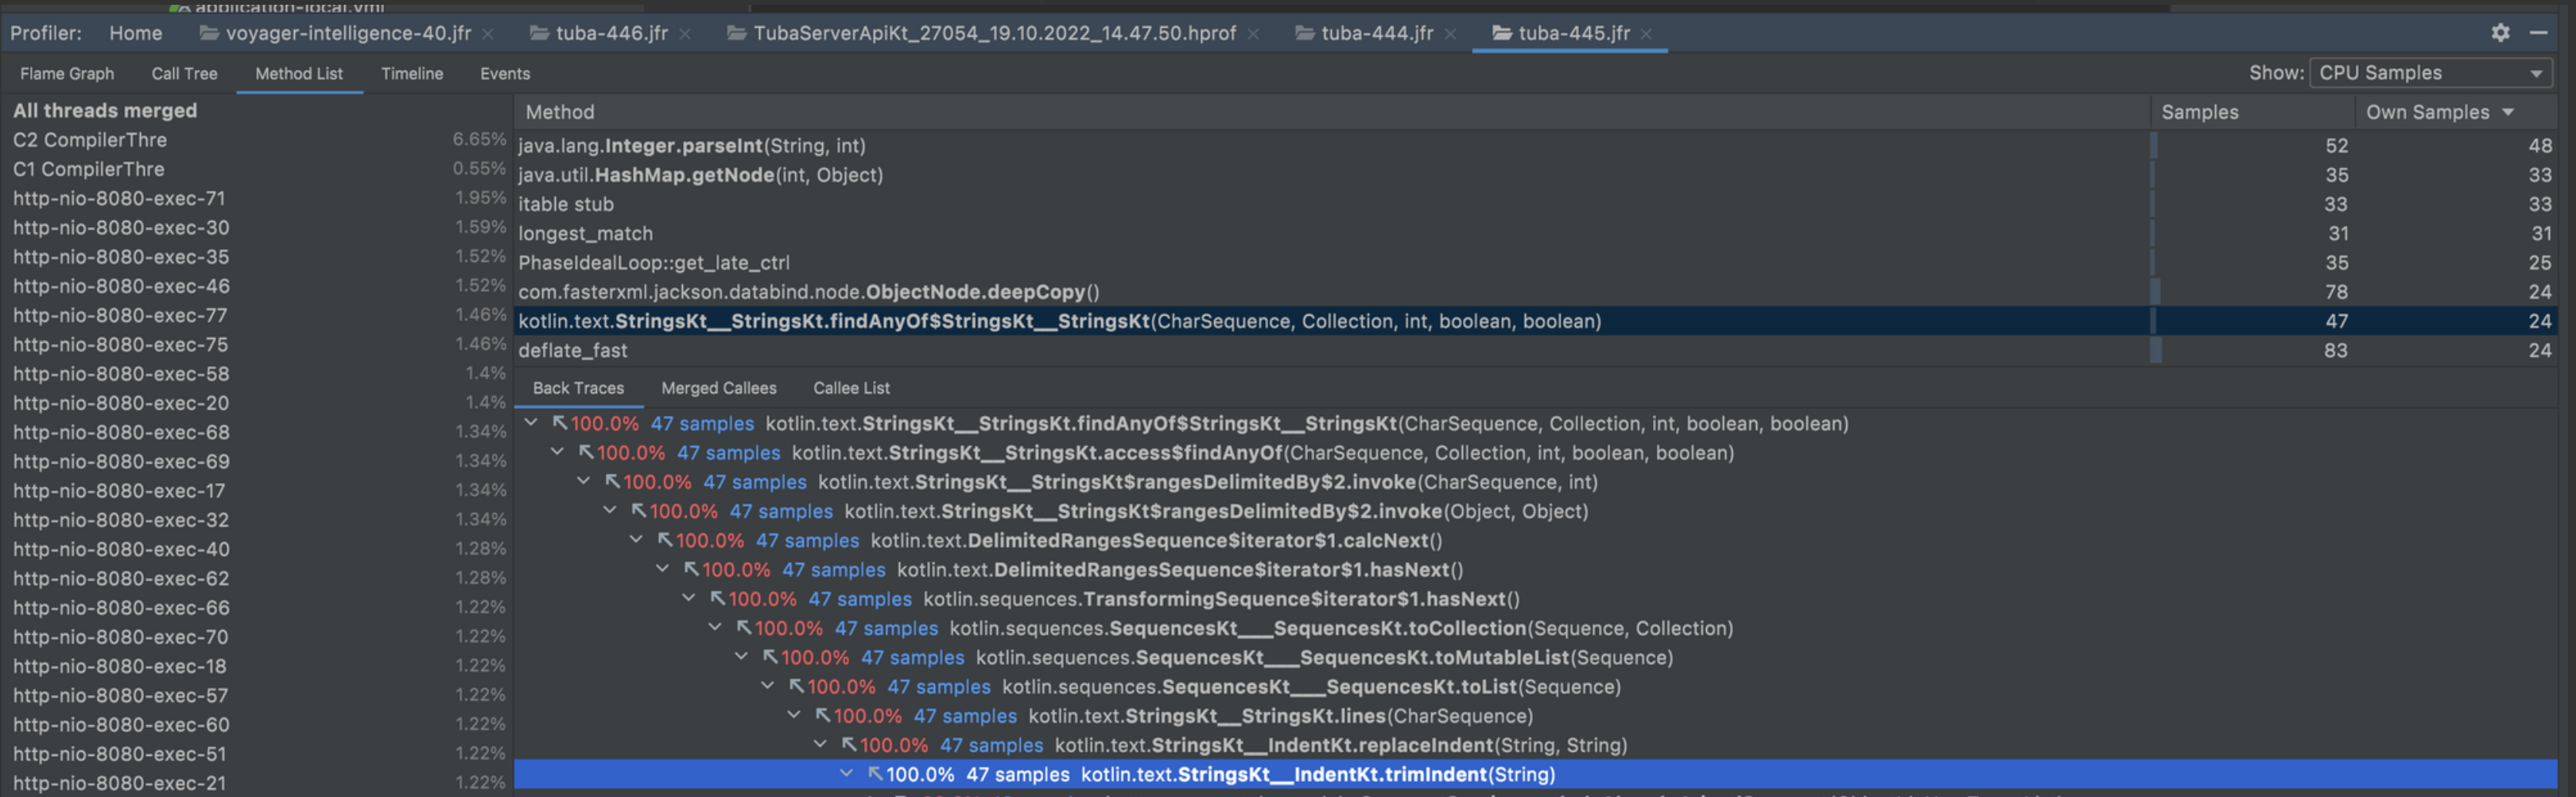 application-local.yml
Profiler: Home voyager-intelligence-40.jfr tuba-446.jfr TubaServerApiKt_27054_19.10.2022_14.47.50.hprof tuba-444.jfr tuba-445.jfr
Flame Graph Call Tree Method List Timeline Events Show: CPU Samples
All threads merged
C2 CompilerThre 6.65%
C1 CompilerThre 0.55%
http-nio-8080-exec-71 1.95%
http-nio-8080-exec-30 1.59%
http-nio-8080-exec-35 1.52%
http-nio-8080-exec-46 1.52%
http-nio-8080-exec-77 1.46%
http-nio-8080-exec-75 1.46%
http-nio-8080-exec-58 1.4%
http-nio-8080-exec-20 1.4%
http-nio-8080-exec-68 1.34%
http-nio-8080-exec-69 1.34%
http-nio-8080-exec-17 1.34%
http-nio-8080-exec-32 1.34%
http-nio-8080-exec-40 1.28%
http-nio-8080-exec-62 1.28%
http-nio-8080-exec-66 1.22%
http-nio-8080-exec-70 1.22%
http-nio-8080-exec-18 1.22%
http-nio-8080-exec-57 1.22%
http-nio-8080-exec-60 1.22%
http-nio-8080-exec-51 1.22%
http-nio-8080-exec-21 1.22%
Method Samples Own Samples
java.lang.Integer.parseInt(String, int) 52 48
java.util.HashMap.getNode(int, Object) 35 33
itable stub 33 33
longest_match 31 31
PhaseIdealLoop::get_late_ctrl 35 25
com.fasterxml.jackson.databind.node.ObjectNode.deepCopy() 78 24
kotlin.text.StringsKt__StringsKt.findAnyOf$StringsKt__StringsKt(CharSequence, Collection, int, boolean, boolean) 47 24
deflate_fast 83 24
Back Traces Merged Callees Callee List
100.0% 47 samples kotlin.text.StringsKt__StringsKt.findAnyOf$StringsKt__StringsKt(CharSequence, Collection, int, boolean, boolean)
100.0% 47 samples kotlin.text.StringsKt__StringsKt.access$findAnyOf(CharSequence, Collection, int, boolean, boolean)
100.0% 47 samples kotlin.text.StringsKt__StringsKt$rangesDelimitedBy$2.invoke(CharSequence, int)
100.0% 47 samples kotlin.text.StringsKt__StringsKt$rangesDelimitedBy$2.invoke(Object, Object)
100.0% 47 samples kotlin.text.DelimitedRangesSequence$iterator$1.calcNext()
100.0% 47 samples kotlin.text.DelimitedRangesSequence$iterator$1.hasNext()
100.0% 47 samples kotlin.sequences.TransformingSequence$iterator$1.hasNext()
100.0% 47 samples kotlin.sequences.SequencesKt___SequencesKt.toCollection(Sequence, Collection)
100.0% 47 samples kotlin.sequences.SequencesKt___SequencesKt.toMutableList(Sequence)
100.0% 47 samples kotlin.sequences.SequencesKt___SequencesKt.toList(Sequence)
100.0% 47 samples kotlin.text.StringsKt__StringsKt.lines(CharSequence)
100.0% 47 samples kotlin.text.StringsKt__IndentKt.replaceIndent(String, String)
100.0% 47 samples kotlin.text.StringsKt__IndentKt.trimIndent(String)